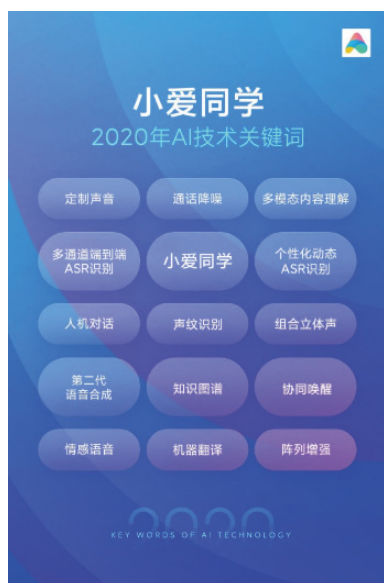 小爱同学
2020年AI技术关键词
定制声音
通话降噪
多模态内容理解
多通道端到端
ASR识别
小爱同学
个性化动态
ASR识别
人机对话
声纹识别
组合立体声
第二代
语音合成
知识图谱
协同唤醒
情感语音
机器翻译
阵列增强
2020
KEY WORDS OF AI TECHNOLOGY